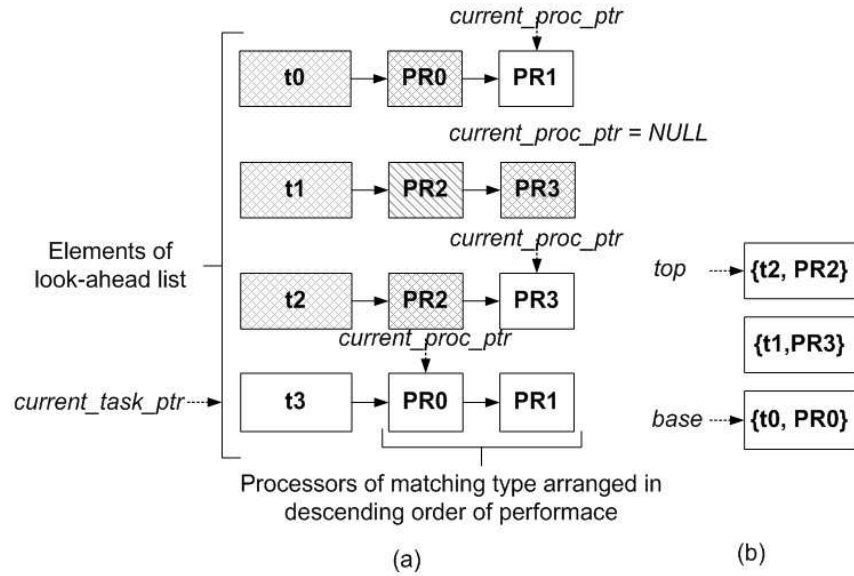 current_proc_ptr
t0 PR0 PR1
current_proc_ptr = NULL
t1 PR2 PR3
current_proc_ptr
Elements of
look-ahead list
t2 PR2 PR3
current_proc_ptr
current_task_ptr t3 PR0 PR1
Processors of matching type arranged in
descending order of performace
(a)
top {t2, PR2}
{t1,PR3}
base {t0, PR0}
(b)